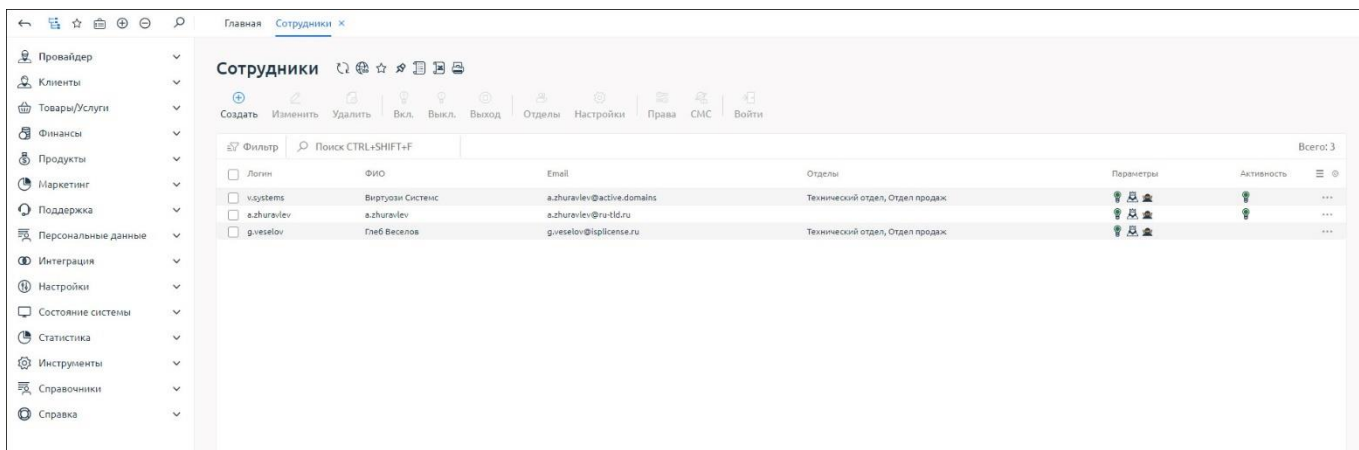 Главная Сотрудники ×
Провайдер
Клиенты
Товары/Услуги
Финансы
Продукты
Маркетинг
Поддержка
Персональные данные
Интеграция
Настройки
Состояние системы
Статистика
Инструменты
Справочники
Справка
Сотрудники
Создать Изменить Удалить Вкл. Выкл. Выход Отделы Настройки Права СМС Войти
Фильтр Поиск CTRL+SHIFT+F Всего: 3
Логин ФИО Email Отделы Параметры Активность
v.systems Виртуози Системс a.zhuravlev@active.domains Технический отдел, Отдел продаж
a.zhuravlev a.zhuravlev a.zhuravlev@ru-tld.ru
g.veselov Глеб Веселов g.veselov@isplicense.ru Технический отдел, Отдел продаж